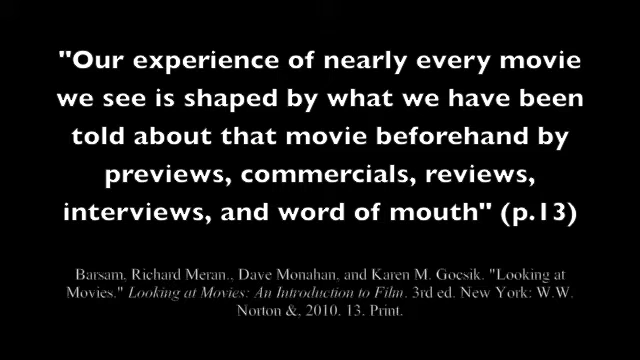 "Our experience of nearly every movie
we see is shaped by what we have been
told about that movie beforehand by
previews, commercials, reviews,
interviews, and word of mouth" (p.13)
Barsam, Richard Meran., Dave Monahan, and Karen M. Gocsik. "Looking at
Movies." Looking at Movies: An Introduction to Film. 3rd ed. New York: W.W.
Norton &, 2010. 13. Print.